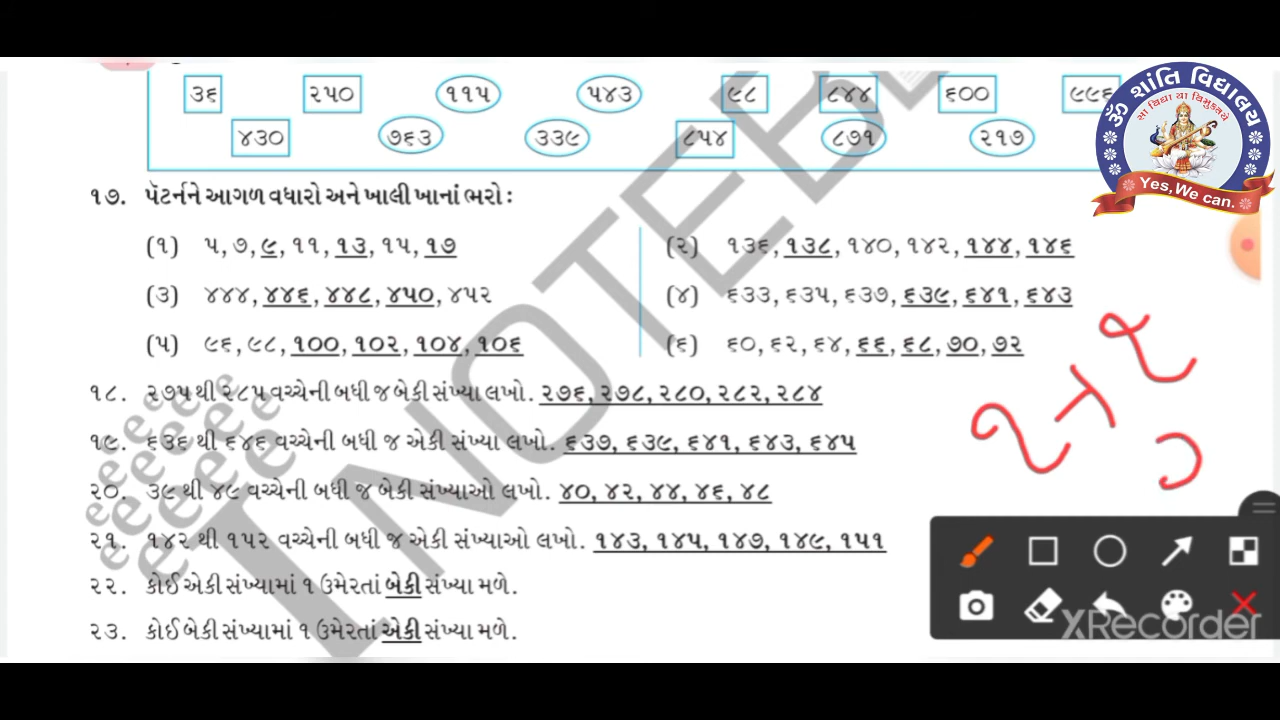 ૩૬ ૨૫૦ ૧૧૫ ૫૪૩ ૯૮ ૮૪૪ ૬૦૦ ૯૯૬
૪૩૦ ૭૬૩ ૩૩૯ ૮૫૪ ૮૭૧ ૨૧૭
ૐ શાંતિ વિદ્યાલય
સા વિદ્યા યા વિમુક્તયે
Yes, We can.
૧૭. પૅટર્નને આગળ વધારો અને ખાલી ખાનાં ભરો :
(૧) ૫, ૭, ૯, ૧૧, ૧૩, ૧૫, ૧૭ (૨) ૧૩૬, ૧૩૮, ૧૪૦, ૧૪૨, ૧૪૪, ૧૪૬
(૩) ૪૪૪, ૪૪૬, ૪૪૮, ૪૫૦, ૪૫૨ (૪) ૬૩૩, ૬૩૫, ૬૩૭, ૬૩૯, ૬૪૧, ૬૪૩
(૫) ૯૬, ૯૮, ૧૦૦, ૧૦૨, ૧૦૪, ૧૦૬ (૬) ૬૦, ૬૨, ૬૪, ૬૬, ૬૮, ૭૦, ૭૨
૧૮. ૨૭૫ થી ૨૮૫ વચ્ચેની બધી જ બેકી સંખ્યા લખો. ૨૭૬, ૨૭૮, ૨૮૦, ૨૮૨, ૨૮૪
૧૯. ૬૩૬ થી ૬૪૬ વચ્ચેની બધી જ એકી સંખ્યા લખો. ૬૩૭, ૬૩૯, ૬૪૧, ૬૪૩, ૬૪૫
૨૦. ૩૯ થી ૪૯ વચ્ચેની બધી જ બેકી સંખ્યાઓ લખો. ૪૦, ૪૨, ૪૪, ૪૬, ૪૮
૨૧. ૧૪૨ થી ૧૫૨ વચ્ચેની બધી જ એકી સંખ્યાઓ લખો. ૧૪૩, ૧૪૫, ૧૪૭, ૧૪૯, ૧૫૧
૨૨. કોઈ એકી સંખ્યામાં ૧ ઉમેરતાં બેકી સંખ્યા મળે.
૨૩. કોઈ બેકી સંખ્યામાં ૧ ઉમેરતાં એકી સંખ્યા મળે.
XRecorder